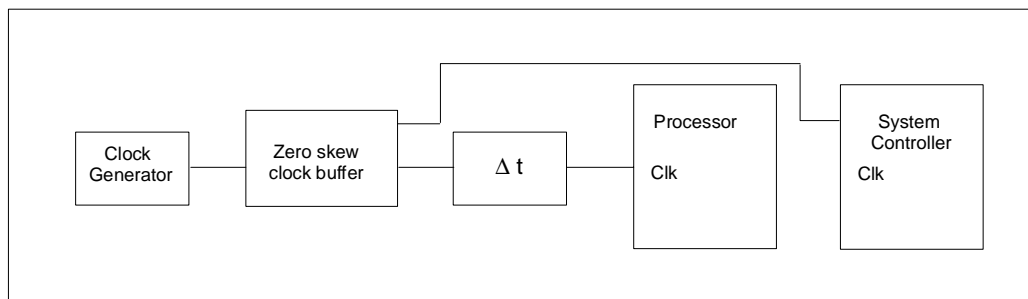 Clock
Generator
Zero skew
clock buffer
Δ t
Processor
Clk
System
Controller
Clk